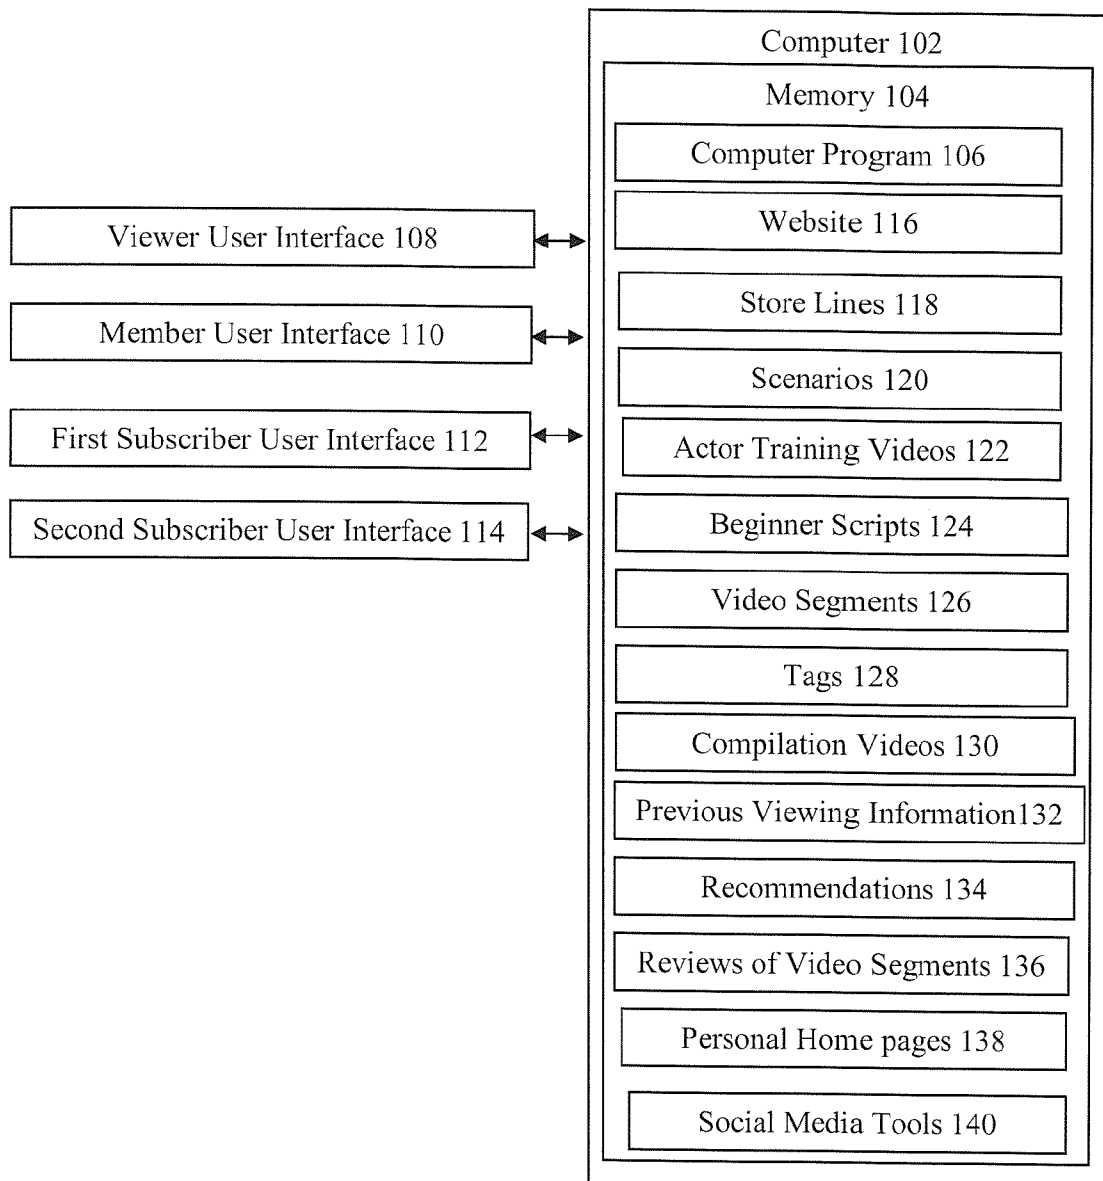 Computer 102
Memory 104
Computer Program 106
Website 116
Viewer User Interface 108
Store Lines 118
Member User Interface 110
Scenarios 120
First Subscriber User Interface 112
Actor Training Videos 122
Second Subscriber User Interface 114
Beginner Scripts 124
Video Segments 126
Tags 128
Compilation Videos 130
Previous Viewing Information132
Recommendations 134
Reviews of Video Segments 136
Personal Home pages 138
Social Media Tools 140